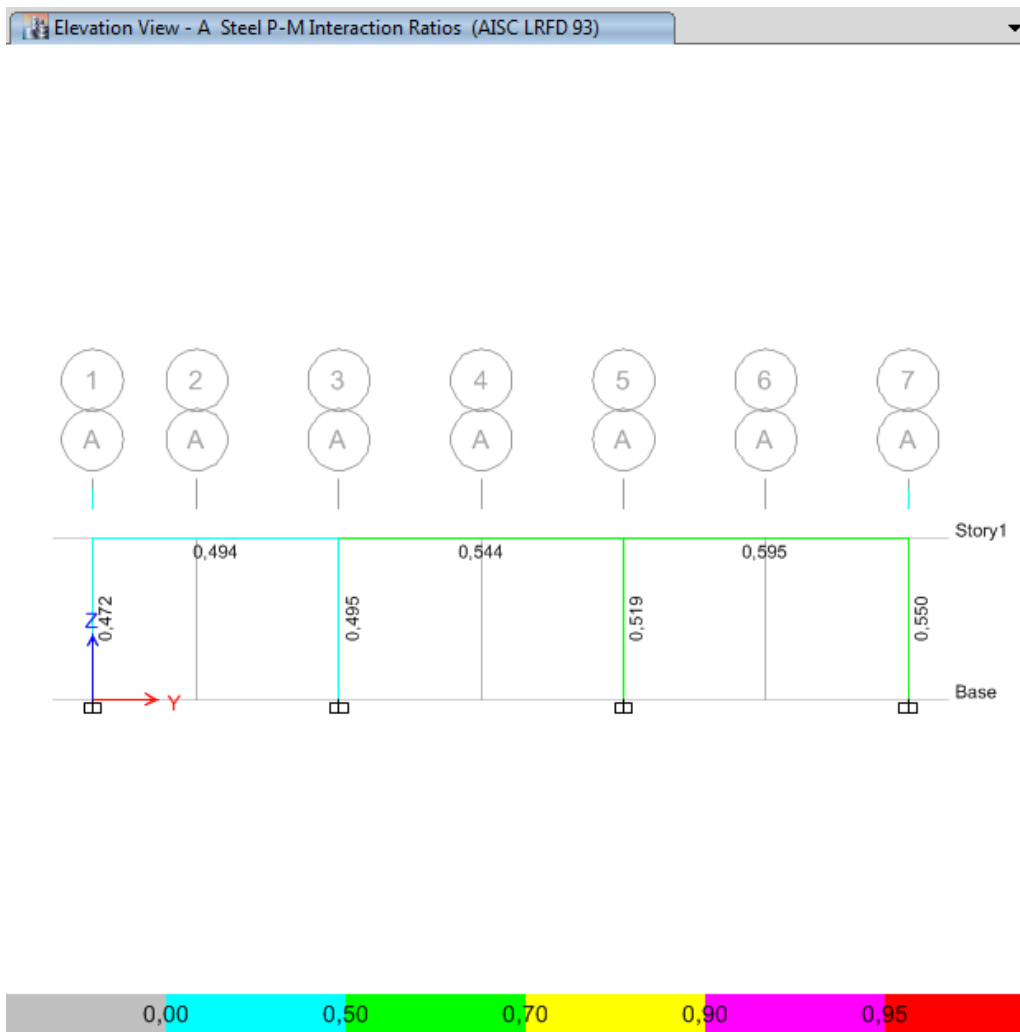 Elevation View - A  Steel P-M Interaction Ratios  (AISC LRFD 93)
1 2 3 4 5 6 7
A A A A A A A
Story1
0,494 0,544 0,595
0,472 0,495 0,519 0,550
Z
Base
Y
0,00 0,50 0,70 0,90 0,95